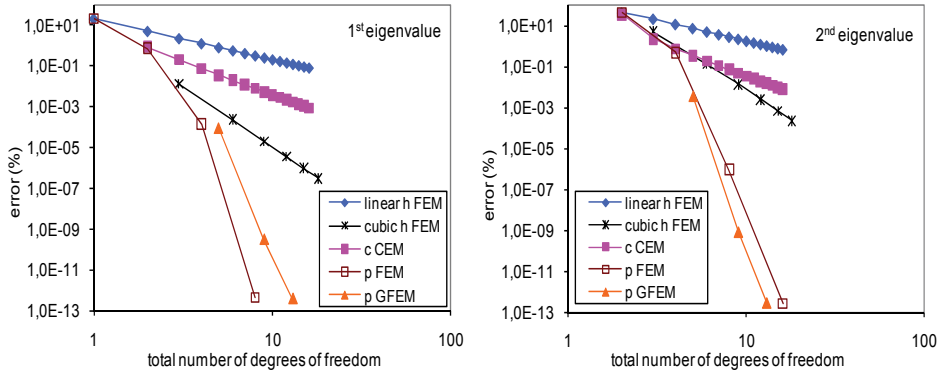 1st eigenvalue
1,0E+01
1,0E-01
1,0E-03
1,0E-05
1,0E-07
1,0E-09
1,0E-11
1,0E-13
error (%)
linear h FEM
cubic h FEM
c CEM
p FEM
p GFEM
1
10
100
total number of degrees of freedom
2nd eigenvalue
1,0E+01
1,0E-01
1,0E-03
1,0E-05
1,0E-07
1,0E-09
1,0E-11
1,0E-13
error (%)
linear h FEM
cubic h FEM
c CEM
p FEM
p GFEM
1
10
100
total number of degrees of freedom